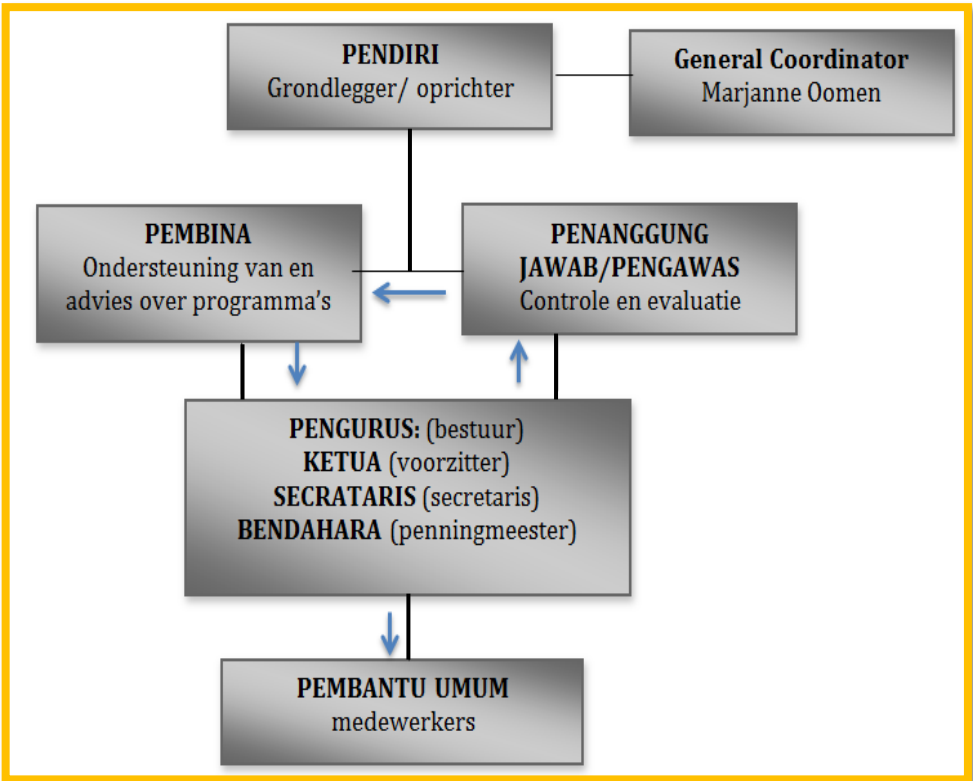 PENDIRI
Grondlegger/ oprichter
General Coordinator
Marjanne Oomen
PEMBINA
Ondersteuning van en
advies over programma's
PENANGGUNG
JAWAB/PENGAWAS
Controle en evaluatie
PENGURUS: (bestuur)
KETUA (voorzitter)
SECRATARIS (secretaris)
BENDAHARA (penningmeester)
PEMBANTU UMUM
medewerkers